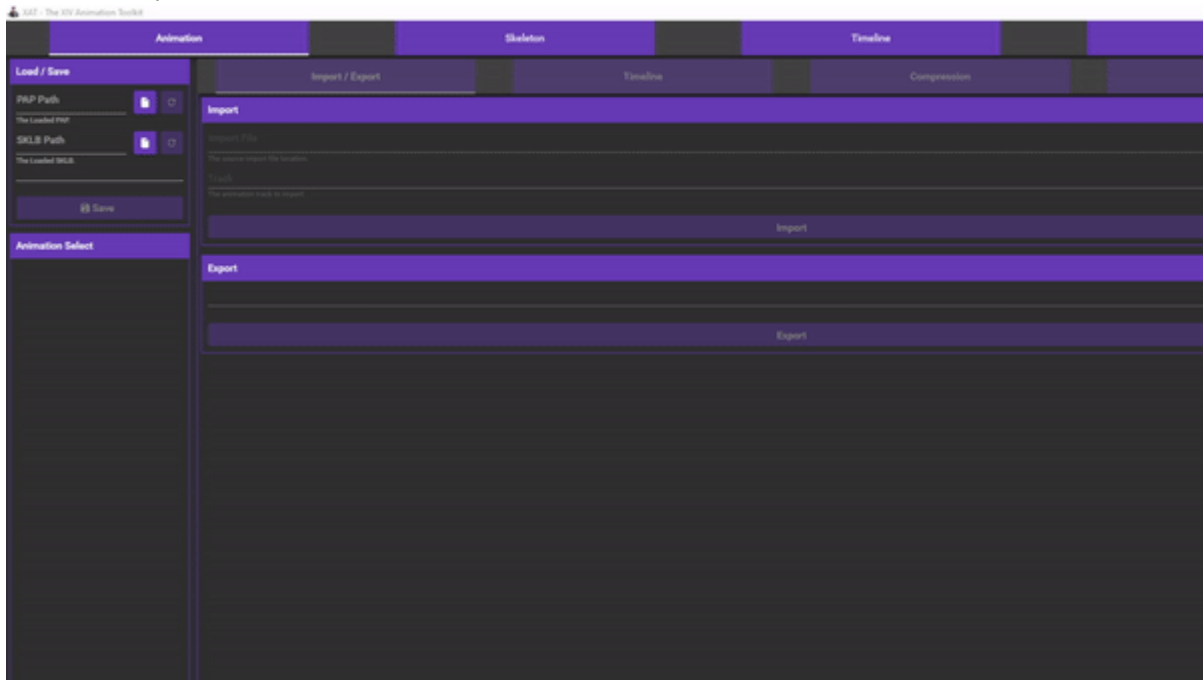 XAT - The XIV Animation Toolkit
Animation
Skeleton
Timeline
Load / Save
PAP Path
The Loaded PAP.
SKLB Path
The Loaded SKLB.
Save
Animation Select
Import / Export
Timeline
Compression
Import
Import File
The source import file location.
Track
The animation track to import.
Import
Export
Export